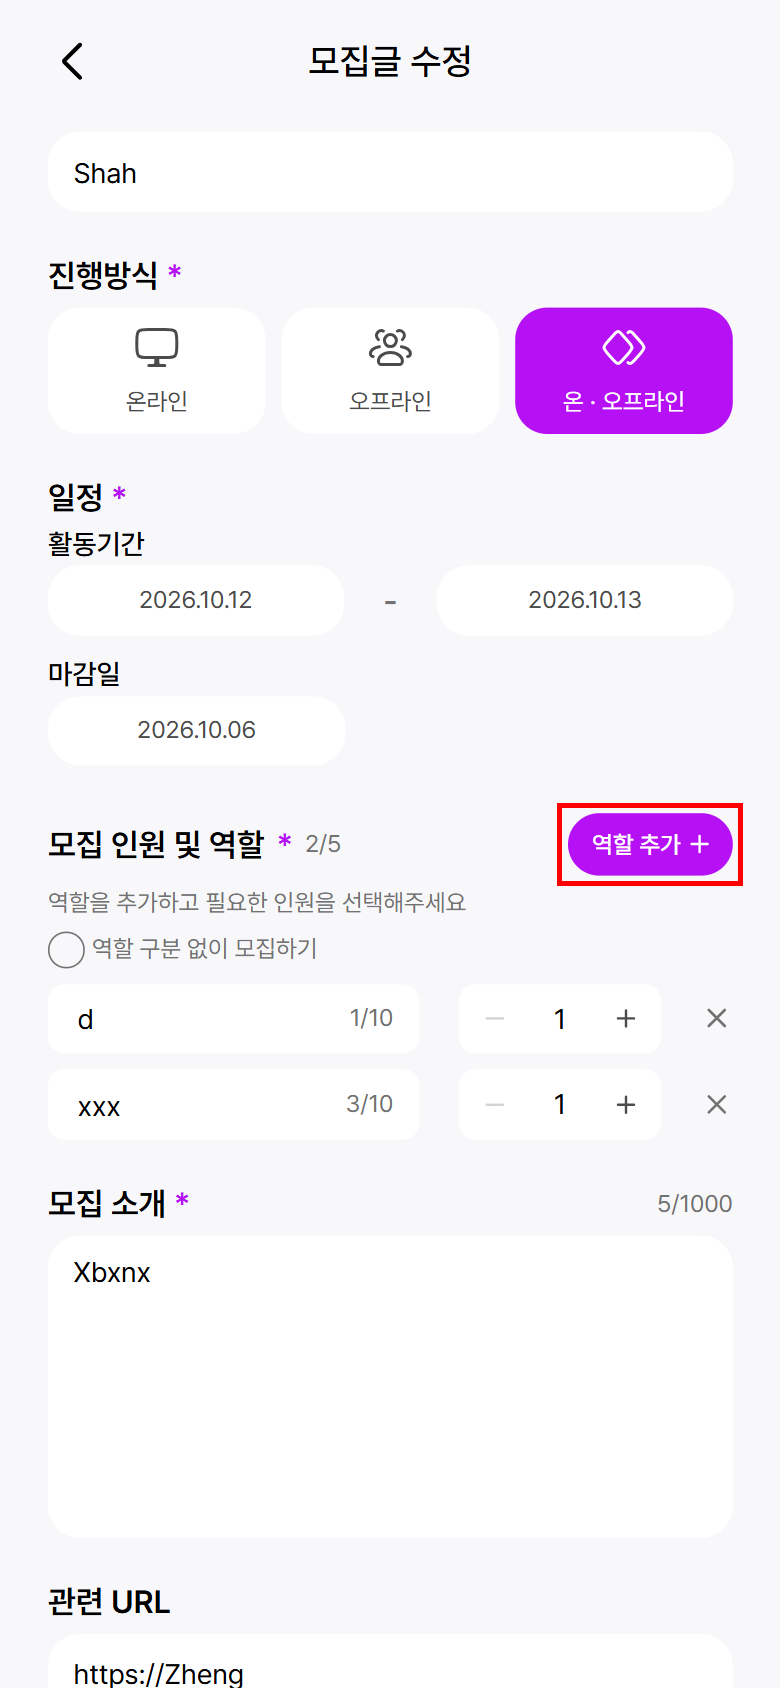 모집글 수정
Shah
진행방식 *
온라인 오프라인 온 · 오프라인
일정 *
활동기간
2026.10.12 - 2026.10.13
마감일
2026.10.06
모집 인원 및 역할 * 2/5 역할 추가 +
역할을 추가하고 필요한 인원을 선택해주세요
역할 구분 없이 모집하기
d 1/10 − 1 + ×
xxx 3/10 − 1 + ×
모집 소개 * 5/1000
Xbxnx
관련 URL
https://Zheng